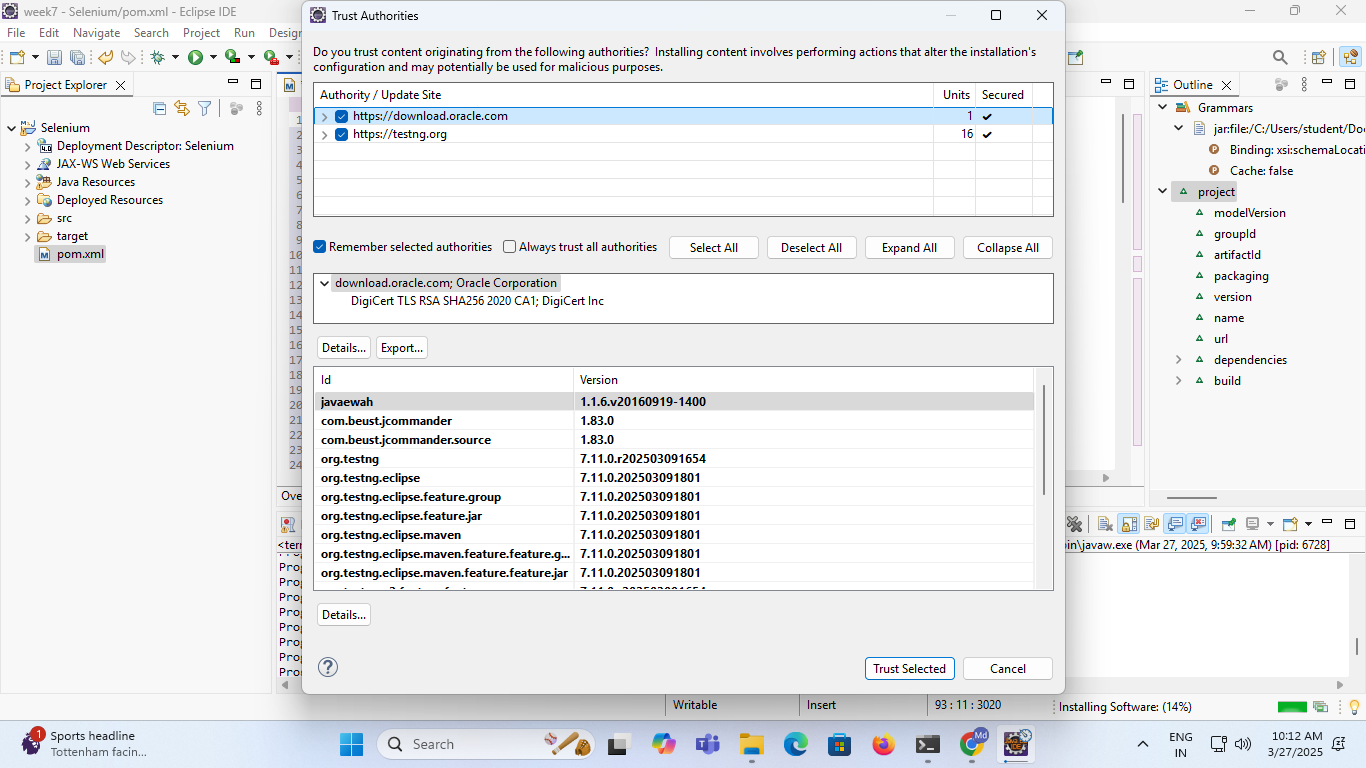 week7 - Selenium/pom.xml - Eclipse IDE
File Edit Navigate Search Project Run Design
Project Explorer
Selenium
Deployment Descriptor: Selenium
JAX-WS Web Services
Java Resources
Deployed Resources
src
target
pom.xml
Trust Authorities
Do you trust content originating from the following authorities? Installing content involves performing actions that alter the installation's
configuration and may potentially be used for malicious purposes.
Authority / Update Site Units Secured
https://download.oracle.com 1
https://testng.org 16
Remember selected authorities Always trust all authorities Select All Deselect All Expand All Collapse All
download.oracle.com; Oracle Corporation
DigiCert TLS RSA SHA256 2020 CA1; DigiCert Inc
Details... Export...
Id Version
javaewah 1.1.6.v20160919-1400
com.beust.jcommander 1.83.0
com.beust.jcommander.source 1.83.0
org.testng 7.11.0.r202503091654
org.testng.eclipse 7.11.0.202503091801
org.testng.eclipse.feature.group 7.11.0.202503091801
org.testng.eclipse.feature.jar 7.11.0.202503091801
org.testng.eclipse.maven 7.11.0.202503091801
org.testng.eclipse.maven.feature.feature.g... 7.11.0.202503091801
org.testng.eclipse.maven.feature.feature.jar 7.11.0.202503091801
Details...
Trust Selected Cancel
1
2
3
4
5
6
7
8
9
10
11
12
13
14
15
16
17
18
19
20
21
22
23
24
Ove
<terr
Prog
Prog
Prog
Prog
Prog
Prog
Prog
Prog
Outline
Grammars
jar:file:/C:/Users/student/Doc
Binding: xsi:schemaLocati
Cache: false
project
modelVersion
groupId
artifactId
packaging
version
name
url
dependencies
build
bin\javaw.exe (Mar 27, 2025, 9:59:32 AM) [pid: 6728]
Writable Insert 93 : 11 : 3020 Installing Software: (14%)
1
Sports headline
Tottenham facin...
Search
Md
ENG
IN
10:12 AM
3/27/2025